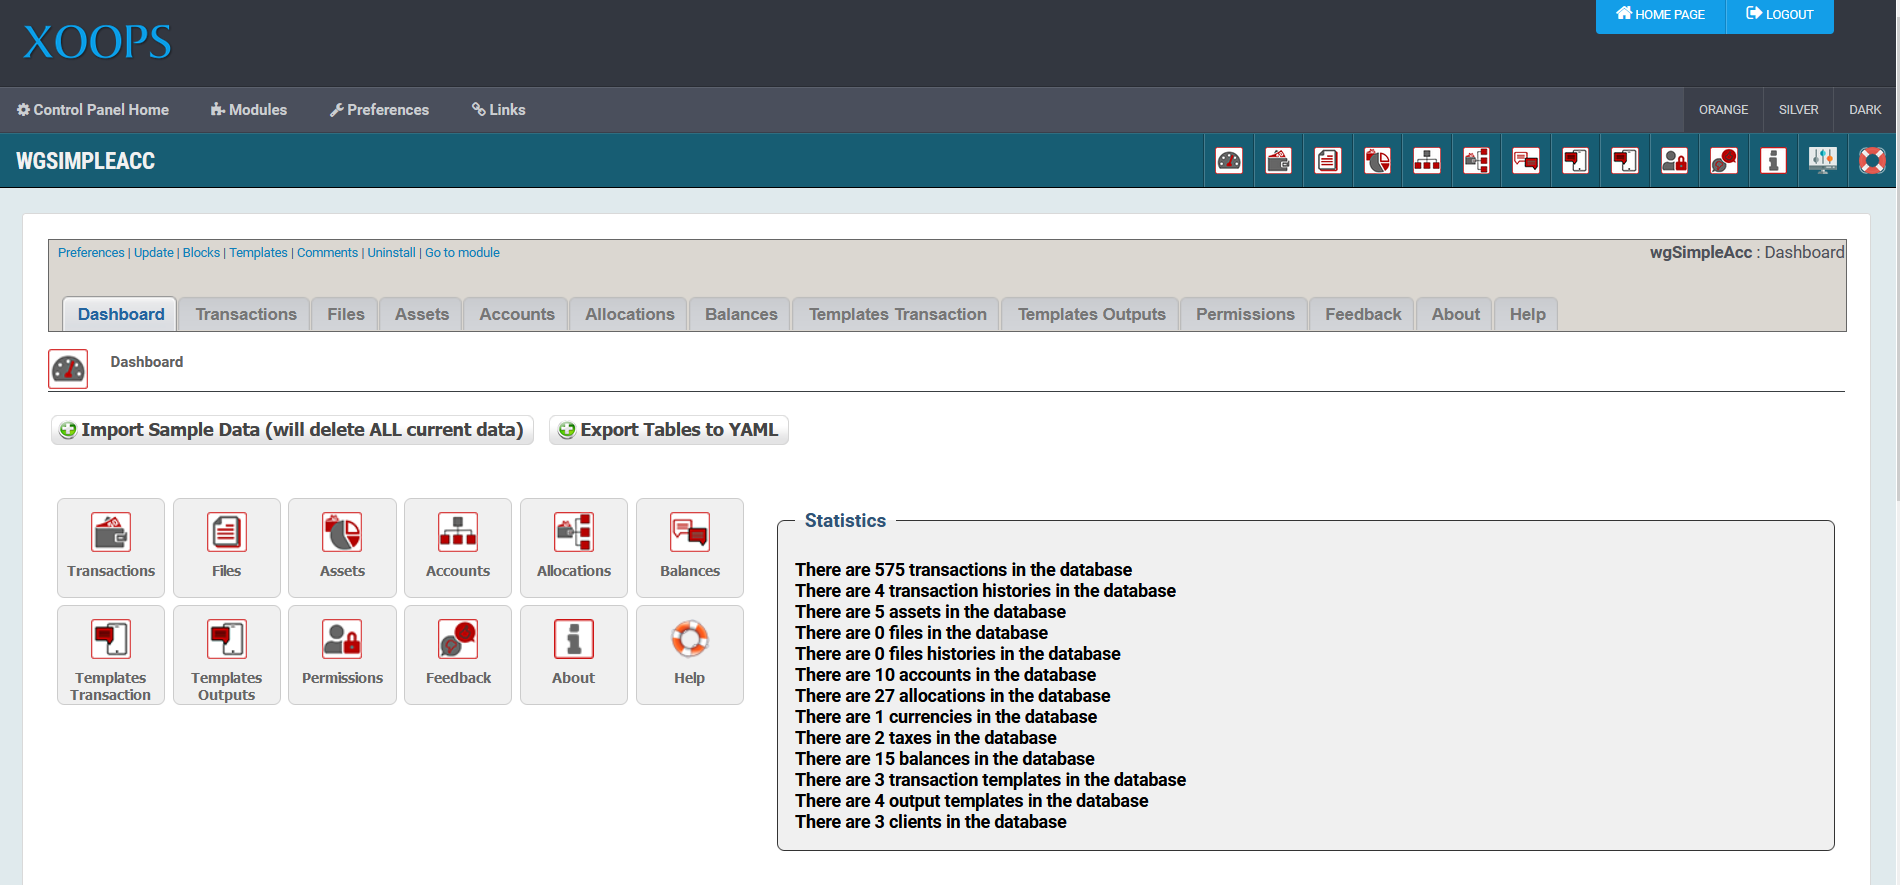 XOOPS
HOME PAGE
LOGOUT
Control Panel Home
Modules
Preferences
Links
ORANGE
SILVER
DARK
WGSIMPLEACC
Preferences | Update | Blocks | Templates | Comments | Uninstall | Go to module
wgSimpleAcc : Dashboard
Dashboard
Transactions
Files
Assets
Accounts
Allocations
Balances
Templates Transaction
Templates Outputs
Permissions
Feedback
About
Help
Dashboard
Import Sample Data (will delete ALL current data)
Export Tables to YAML
Transactions
Files
Assets
Accounts
Allocations
Balances
Templates
Transaction
Templates
Outputs
Permissions
Feedback
About
Help
Statistics
There are 575 transactions in the database
There are 4 transaction histories in the database
There are 5 assets in the database
There are 0 files in the database
There are 0 files histories in the database
There are 10 accounts in the database
There are 27 allocations in the database
There are 1 currencies in the database
There are 2 taxes in the database
There are 15 balances in the database
There are 3 transaction templates in the database
There are 4 output templates in the database
There are 3 clients in the database